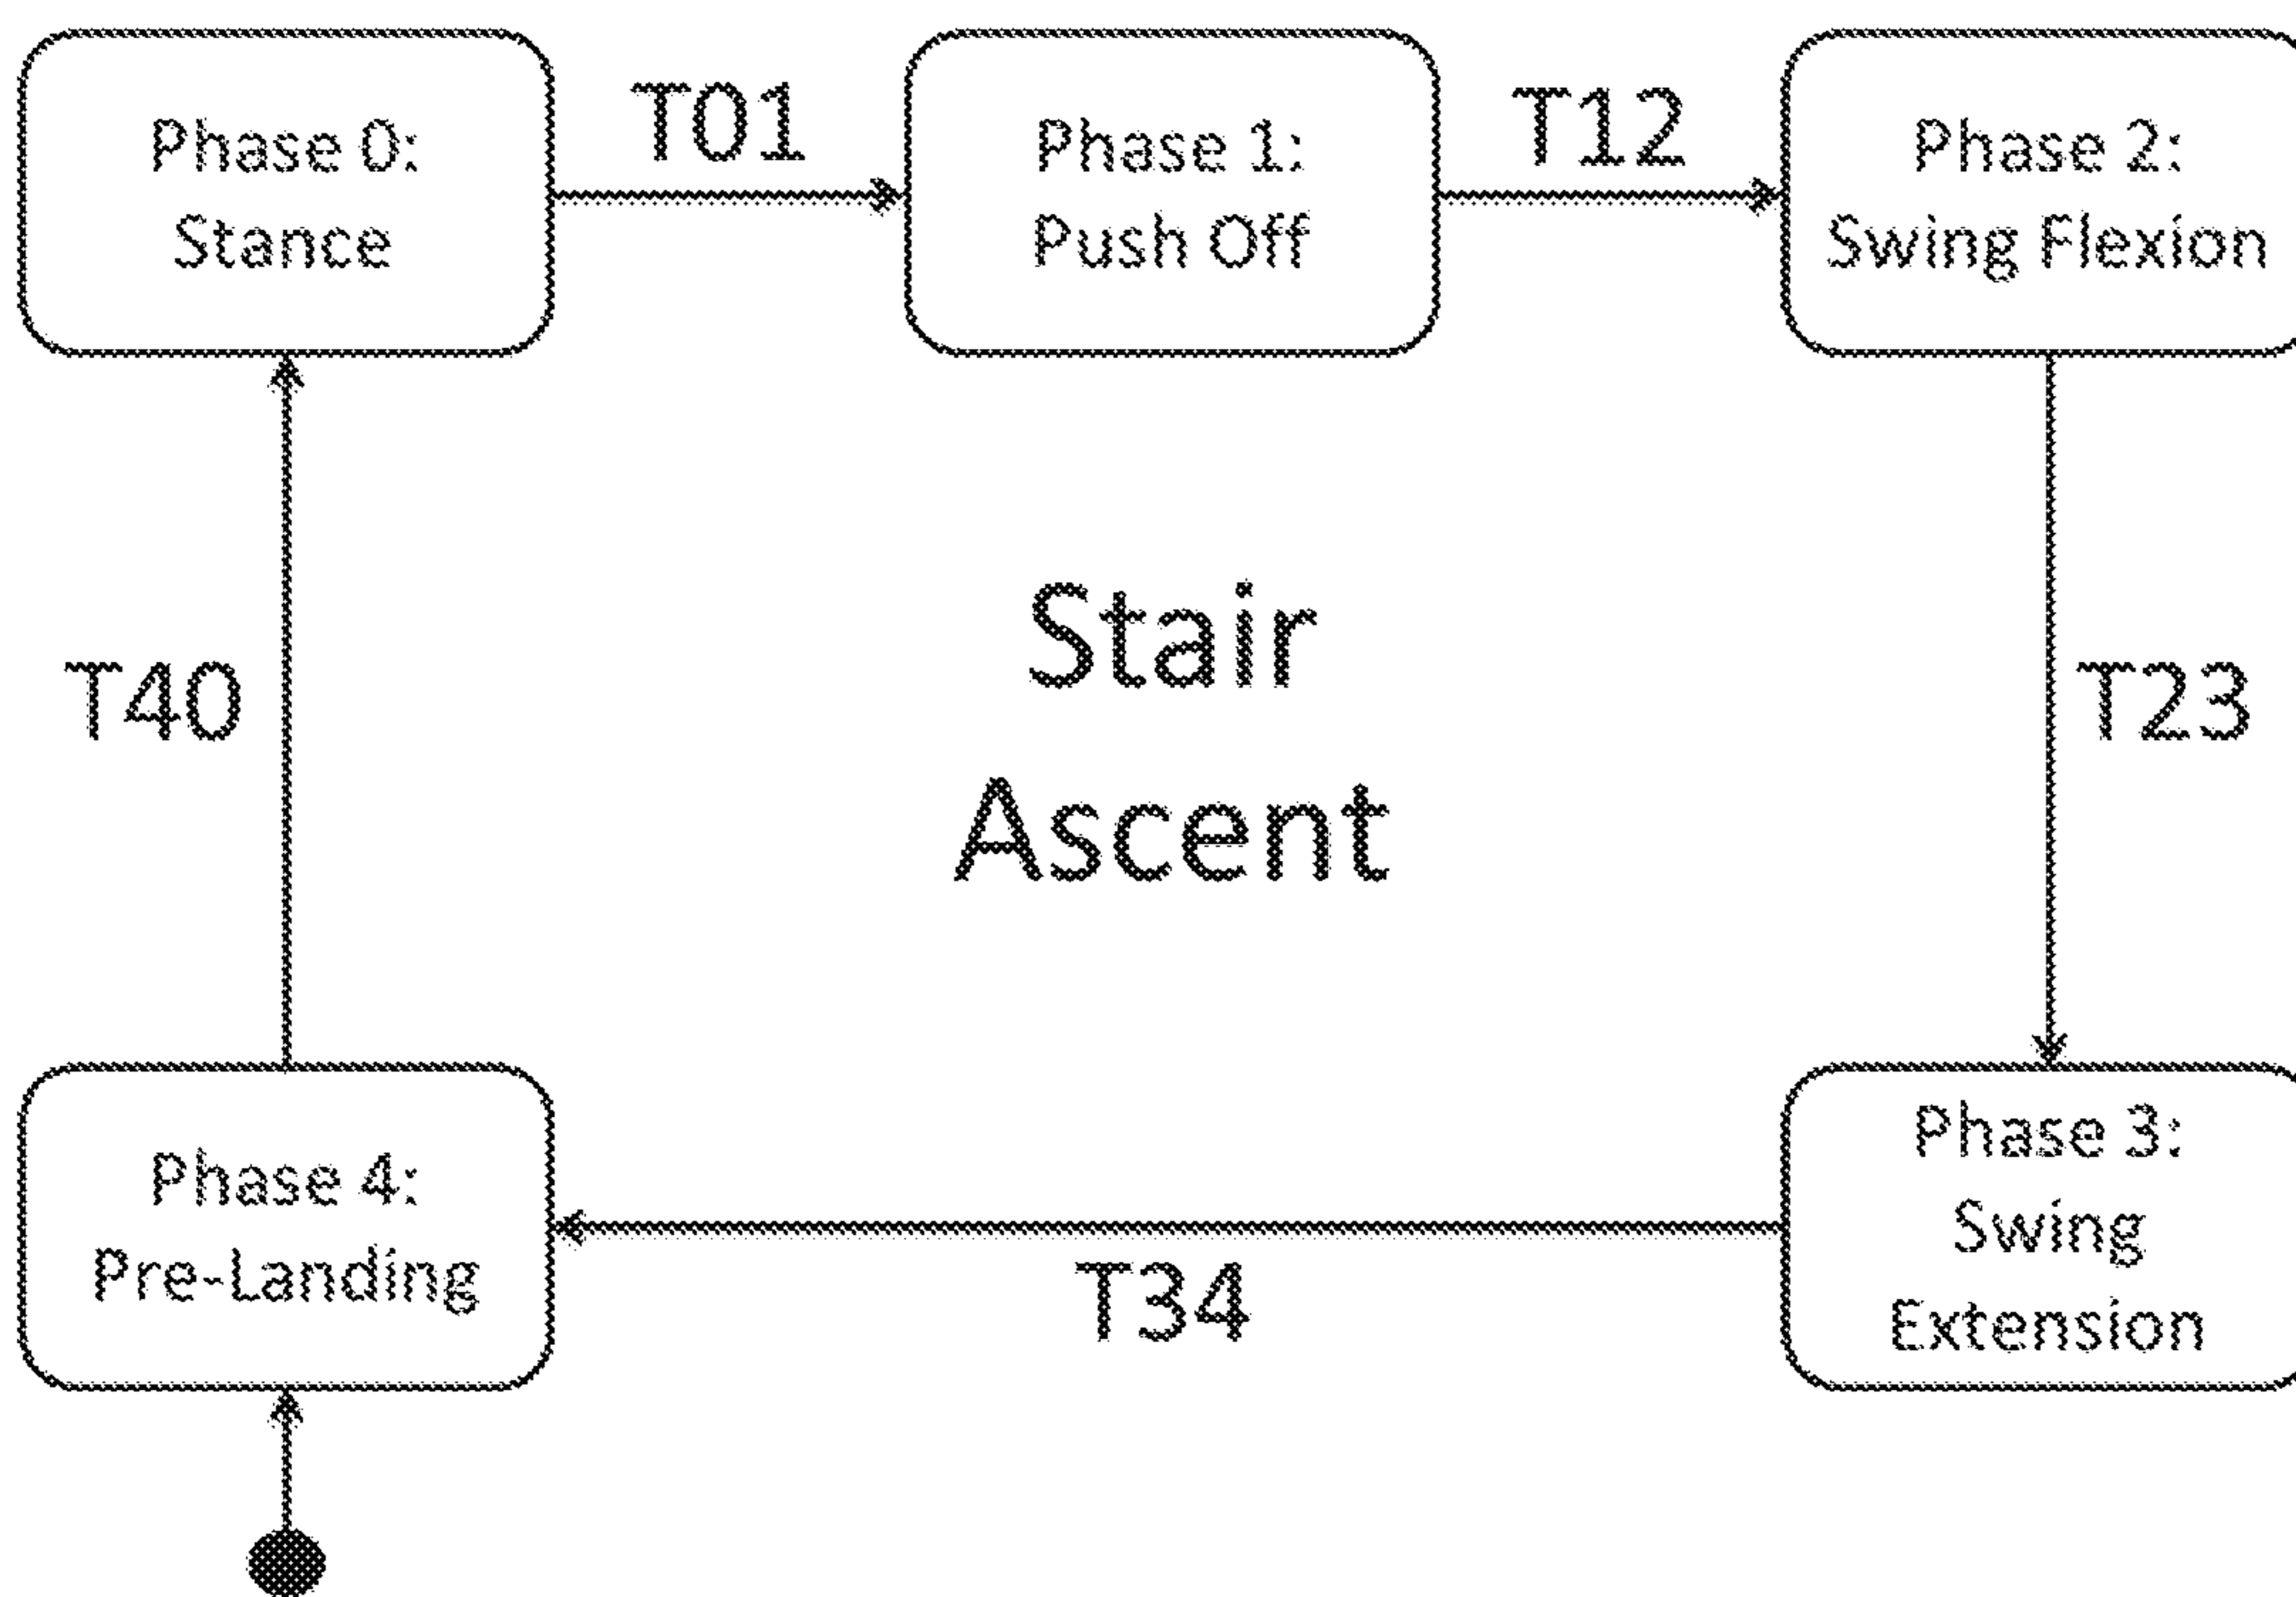 Phase 0:
Stance
T01
Phase 1:
Push Off
T12
Phase 2:
Swing Flexion
T40
Stair
Ascent
T23
Phase 4:
Pre-Landing
T34
Phase 3:
Swing
Extension